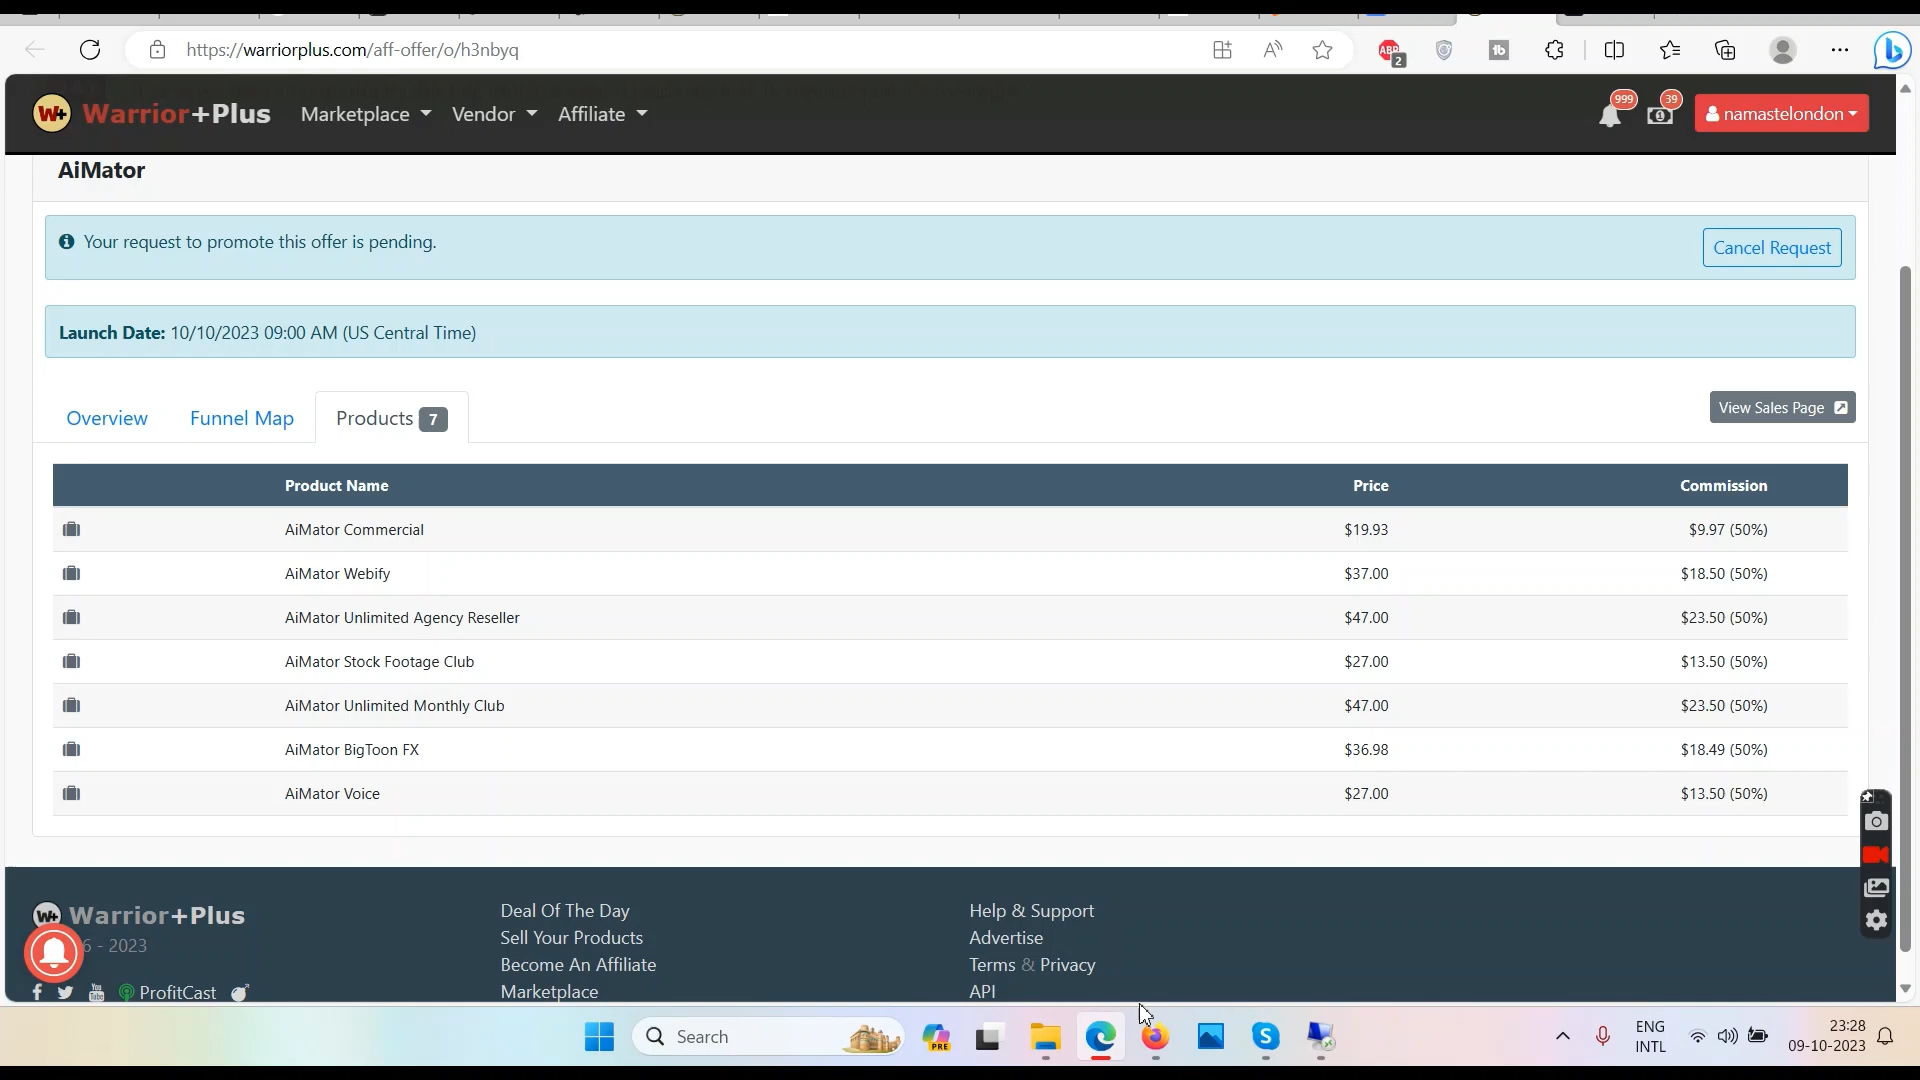 https://warriorplus.com/aff-offer/o/h3nbyq
ABP 2
A
tb
b
W+ Warrior+Plus Marketplace Vendor Affiliate 999 39 namastelondon
AiMator
Your request to promote this offer is pending. Cancel Request
Launch Date: 10/10/2023 09:00 AM (US Central Time)
Overview Funnel Map Products 7 View Sales Page
Product Name Price Commission
AiMator Commercial $19.93 $9.97 (50%)
AiMator Webify $37.00 $18.50 (50%)
AiMator Unlimited Agency Reseller $47.00 $23.50 (50%)
AiMator Stock Footage Club $27.00 $13.50 (50%)
AiMator Unlimited Monthly Club $47.00 $23.50 (50%)
AiMator BigToon FX $36.98 $18.49 (50%)
AiMator Voice $27.00 $13.50 (50%)
W+ Warrior+Plus Deal Of The Day Help & Support
6 - 2023 Sell Your Products Advertise
Become An Affiliate Terms & Privacy
You Tube ProfitCast Marketplace API
Search PRE S ENG 23:28
INTL 09-10-2023